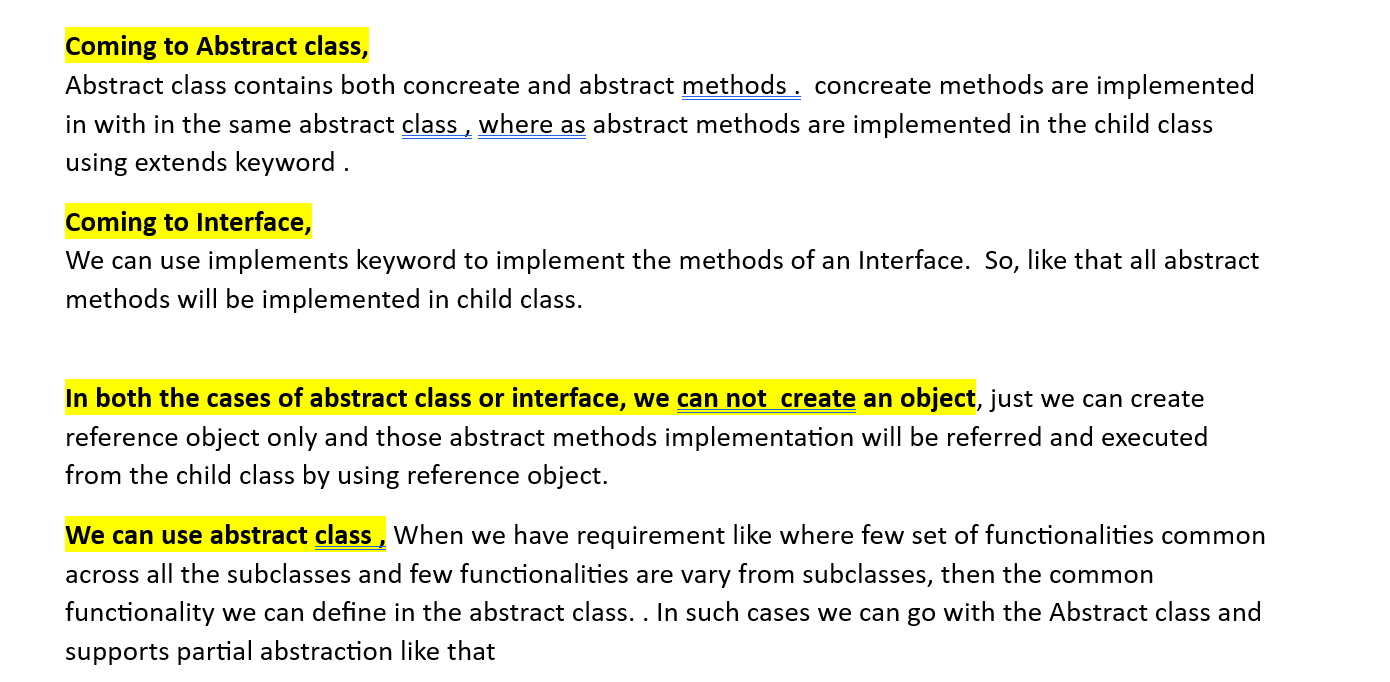 Coming to Abstract class,
Abstract class contains both concreate and abstract methods .  concreate methods are implemented
in with in the same abstract class , where as abstract methods are implemented in the child class
using extends keyword .
Coming to Interface,
We can use implements keyword to implement the methods of an Interface.  So, like that all abstract
methods will be implemented in child class.
In both the cases of abstract class or interface, we can not  create an object, just we can create
reference object only and those abstract methods implementation will be referred and executed
from the child class by using reference object.
We can use abstract class , When we have requirement like where few set of functionalities common
across all the subclasses and few functionalities are vary from subclasses, then the common
functionality we can define in the abstract class. . In such cases we can go with the Abstract class and
supports partial abstraction like that